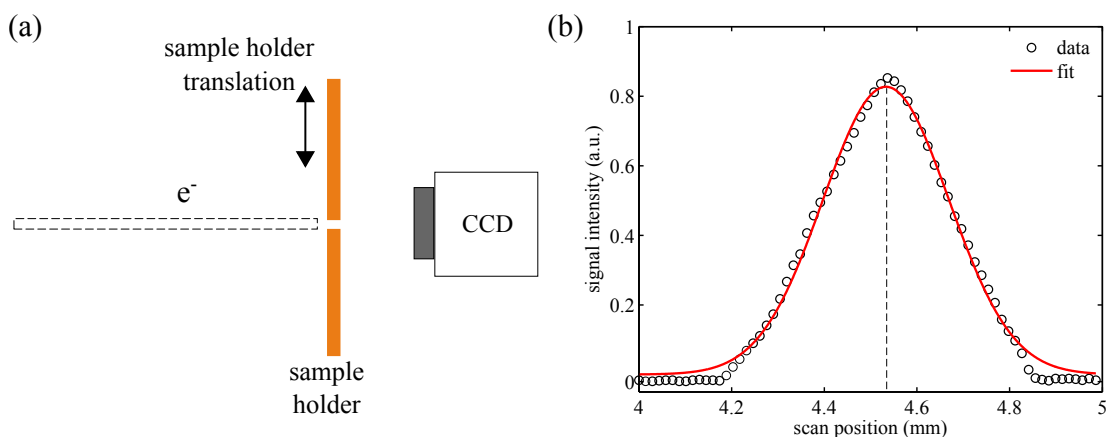 (a)
sample holder
translation
e-
CCD
sample
holder
(b)
1
0.8
0.6
0.4
0.2
0
4
4.2
4.4
4.6
4.8
5
signal intensity (a.u.)
scan position (mm)
data
fit